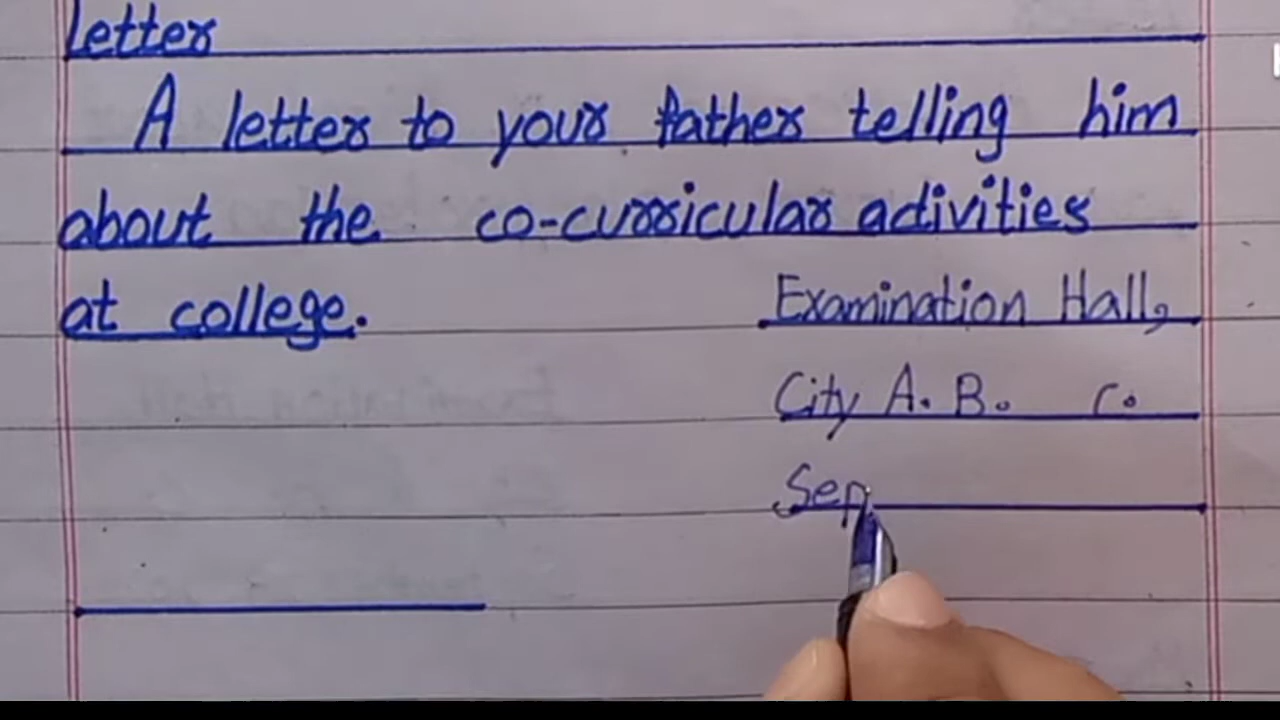 letter
A letter to your father telling him
about the co-curricular activities
at college.
Examination Hall,
City A. B. C.
Sep